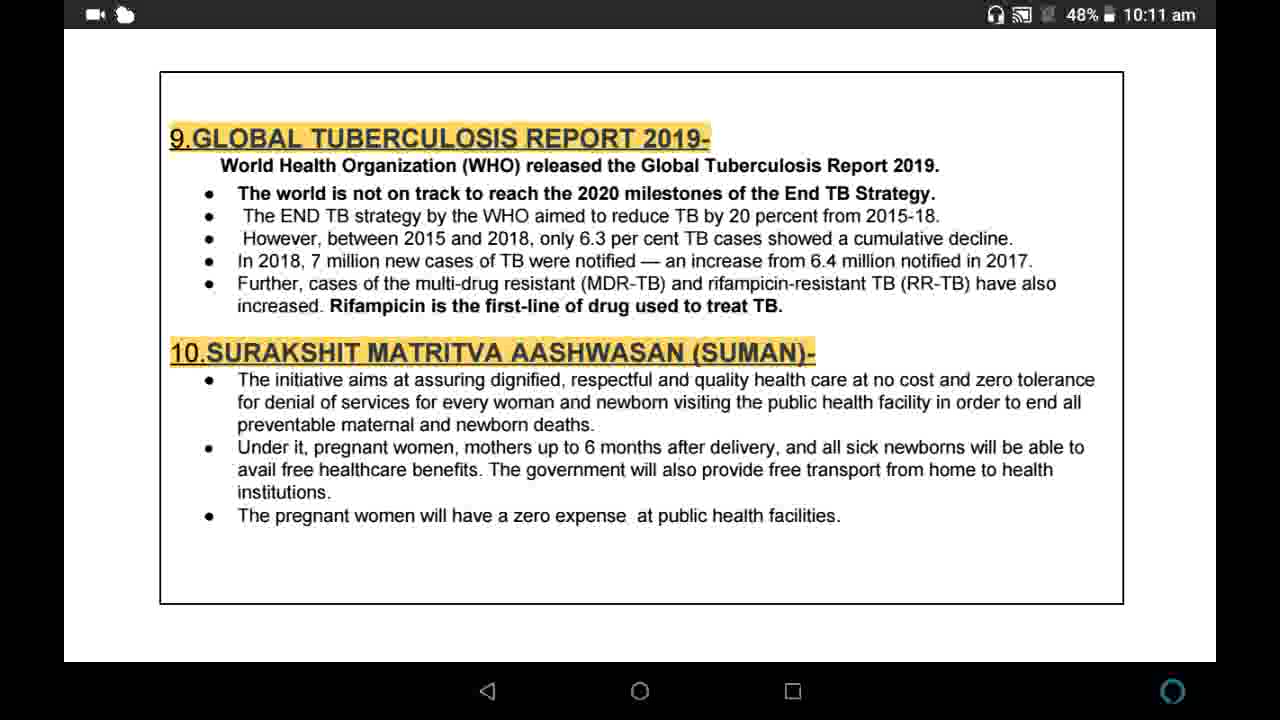 48% 10:11 am
9.GLOBAL TUBERCULOSIS REPORT 2019-
World Health Organization (WHO) released the Global Tuberculosis Report 2019.
● The world is not on track to reach the 2020 milestones of the End TB Strategy.
● The END TB strategy by the WHO aimed to reduce TB by 20 percent from 2015-18.
● However, between 2015 and 2018, only 6.3 per cent TB cases showed a cumulative decline.
● In 2018, 7 million new cases of TB were notified — an increase from 6.4 million notified in 2017.
● Further, cases of the multi-drug resistant (MDR-TB) and rifampicin-resistant TB (RR-TB) have also
increased. Rifampicin is the first-line of drug used to treat TB.
10.SURAKSHIT MATRITVA AASHWASAN (SUMAN)-
● The initiative aims at assuring dignified, respectful and quality health care at no cost and zero tolerance
for denial of services for every woman and newborn visiting the public health facility in order to end all
preventable maternal and newborn deaths.
● Under it, pregnant women, mothers up to 6 months after delivery, and all sick newborns will be able to
avail free healthcare benefits. The government will also provide free transport from home to health
institutions.
● The pregnant women will have a zero expense at public health facilities.